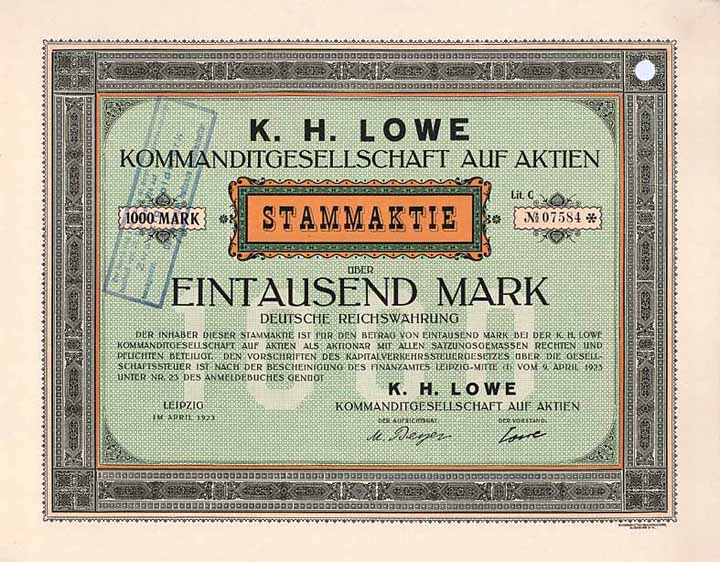 K. H. LOWE
KOMMANDITGESELLSCHAFT AUF AKTIEN
Lit. C
1000 MARK
STAMMAKTIE
№ 07584 *
ÜBER
EINTAUSEND MARK
DEUTSCHE REICHSWÄHRUNG
DER INHABER DIESER STAMMAKTIE IST FÜR DEN BETRAG VON EINTAUSEND MARK BEI DER K. H. LOWE
KOMMANDITGESELLSCHAFT AUF AKTIEN ALS AKTIONÄR MIT ALLEN SATZUNGSGEMÄSSEN RECHTEN UND
PFLICHTEN BETEILIGT. DEN VORSCHRIFTEN DES KAPITALVERKEHRSSTEUERGESETZES ÜBER DIE GESELL-
SCHAFTSSTEUER IST NACH DER BESCHEINIGUNG DES FINANZAMTES LEIPZIG-MITTE (I) VOM 9. APRIL 1923
UNTER NR. 23 DES ANMELDEBUCHES GENÜGT
1000
K. H. LOWE
KOMMANDITGESELLSCHAFT AUF AKTIEN
LEIPZIG
IM APRIL 1923
DER AUFSICHTSRAT:
DER VORSTAND:
Lowe